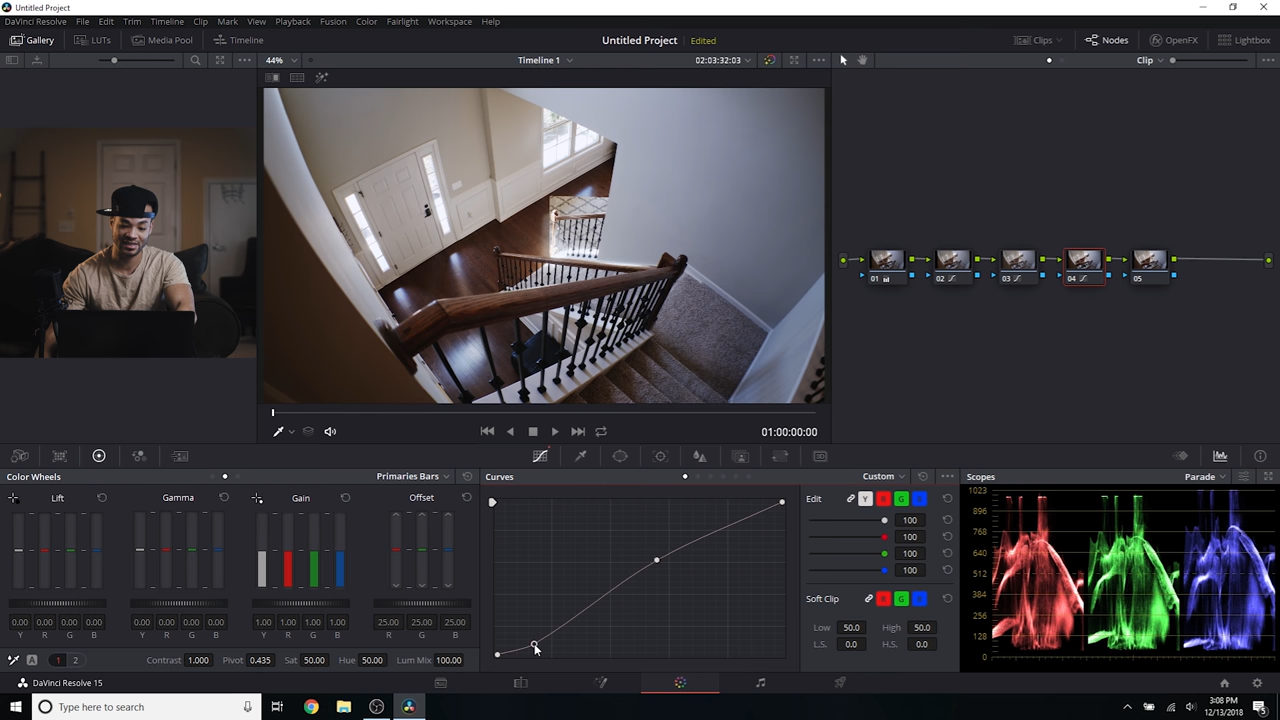 Untitled Project
DaVinci Resolve File Edit Trim Timeline Clip Mark View Playback Fusion Color Fairlight Workspace Help
Gallery LUTs Media Pool Timeline Untitled Project Edited Clips Nodes OpenFX Lightbox
44% Timeline 1 02:03:32:03 Clip
01 02 03 04 05
01:00:00:00
Color Wheels Primaries Bars Curves Custom Scopes Parade
Lift Gamma Gain Offset
Edit Y R G B
100
100
100
100
Soft Clip R G B
Low 50.0 High 50.0
L.S. 0.0 H.S. 0.0
1023
896
768
640
512
384
256
128
0
0.00 0.00 0.00 0.00 0.00 0.00 0.00 0.00 1.00 1.00 1.00 1.00 25.00 25.00 25.00
Y R G B Y R G B Y R G B R G B
A 1 2 Contrast 1.000 Pivot 0.435 Sat 50.00 Hue 50.00 Lum Mix 100.00
DaVinci Resolve 15
Type here to search
3:08 PM
12/13/2018
5